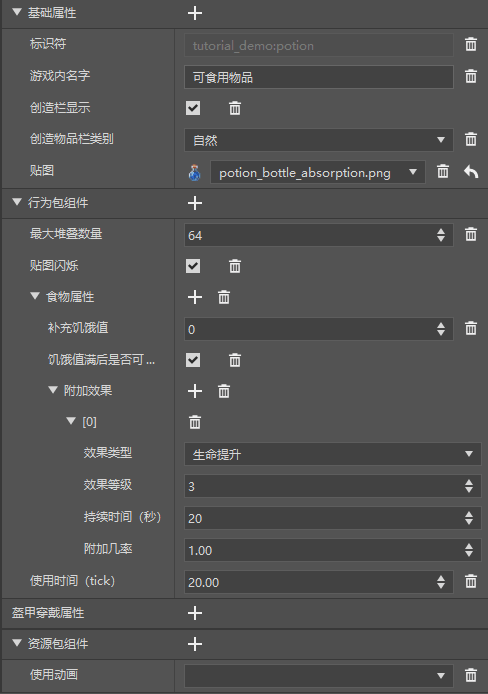 基础属性
标识符 tutorial_demo:potion
游戏内名字 可食用物品
创造栏显示
创造物品栏类别 自然
贴图 potion_bottle_absorption.png
行为包组件
最大堆叠数量 64
贴图闪烁
食物属性
补充饥饿值 0
饥饿值满后是否可...
附加效果
[0]
效果类型 生命提升
效果等级 3
持续时间（秒） 20
附加几率 1.00
使用时间（tick） 20.00
盔甲穿戴属性
资源包组件
使用动画